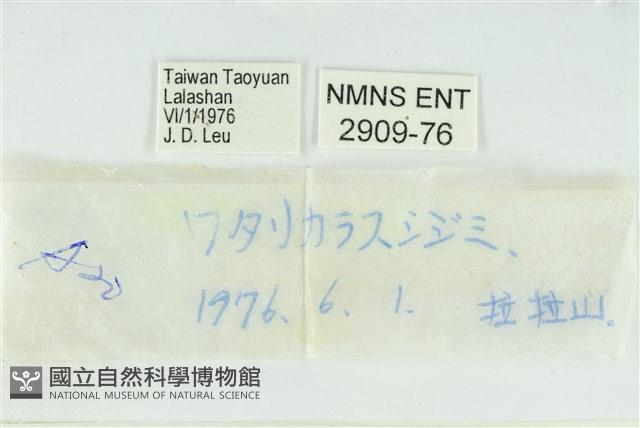 Taiwan Taoyuan
Lalashan
VI/1/1976
J. D. Leu
NMNS ENT
2909-76
ワタリカラスシジミ、
1976. 6. 1. 拉拉山.
國立自然科學博物館
NATIONAL MUSEUM OF NATURAL SCIENCE